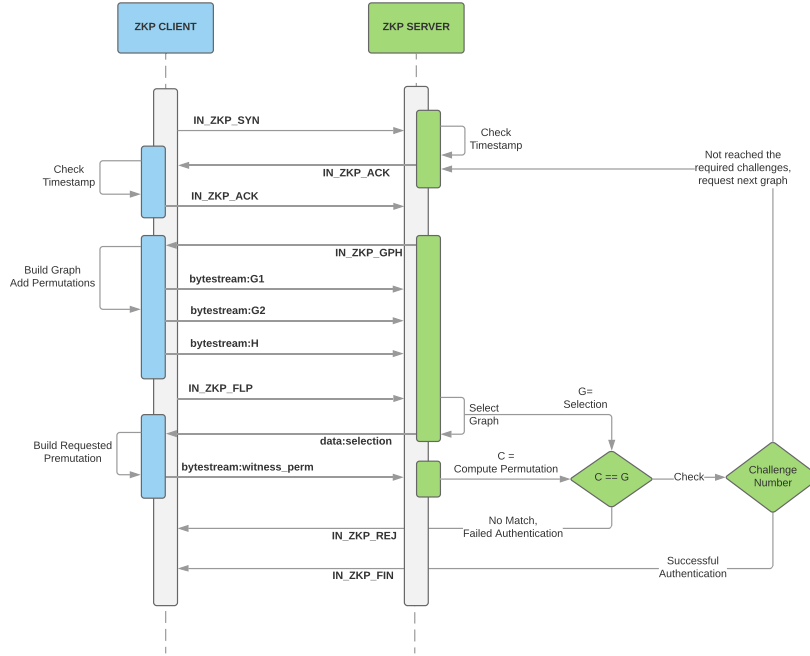 ZKP CLIENT
ZKP SERVER
IN_ZKP_SYN
Check
Timestamp
Not reached the
required challenges,
request next graph
IN_ZKP_ACK
Check
Timestamp
IN_ZKP_ACK
IN_ZKP_GPH
Build Graph
Add Permutations
bytestream:G1
bytestream:G2
bytestream:H
IN_ZKP_FLP
G=
Selection
Select
Graph
data:selection
Build Requested
Premutation
bytestream:witness_perm
C =
Compute Permutation
C == G
Check
Challenge
Number
No Match,
Failed Authentication
IN_ZKP_REJ
Successful
Authentication
IN_ZKP_FIN